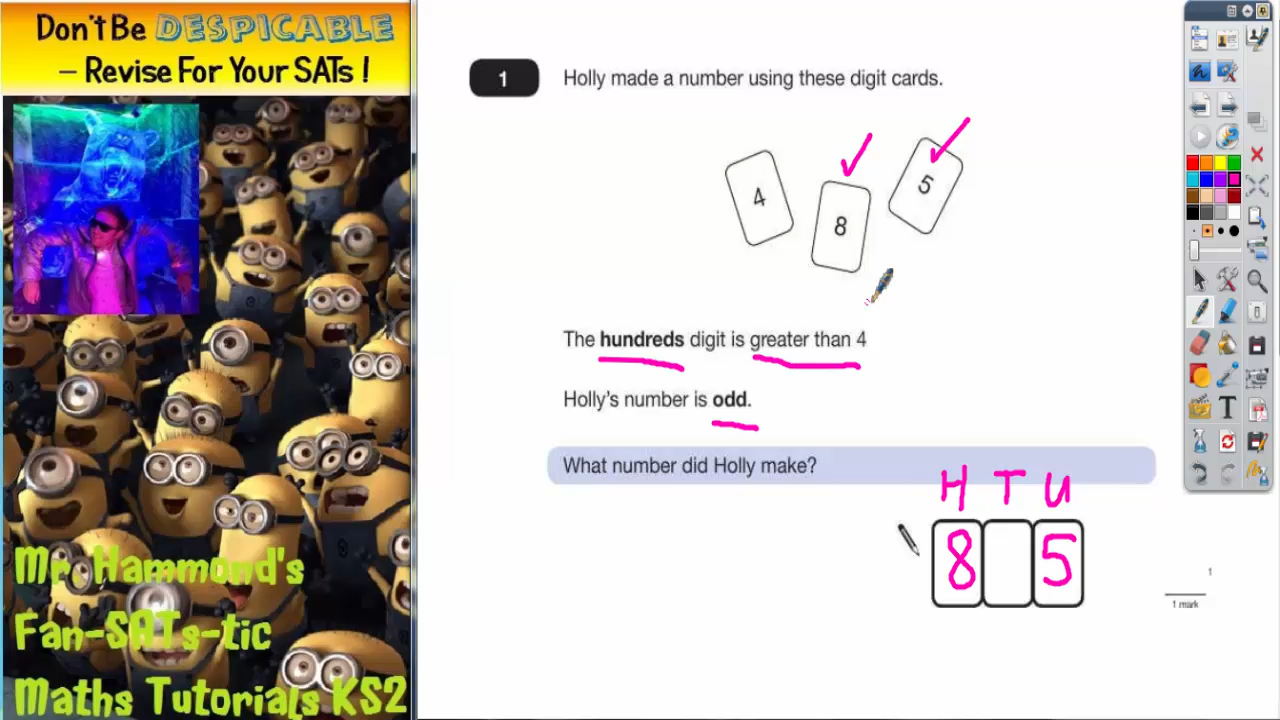 Don't Be DESPICABLE
– Revise For Your SATs !
Mr. Hammond's
Fan-SATs-tic
Maths Tutorials KS2
1
Holly made a number using these digit cards.
4
8
5
The hundreds digit is greater than 4
Holly's number is odd.
What number did Holly make?
H T U
8 5
1
1 mark
T